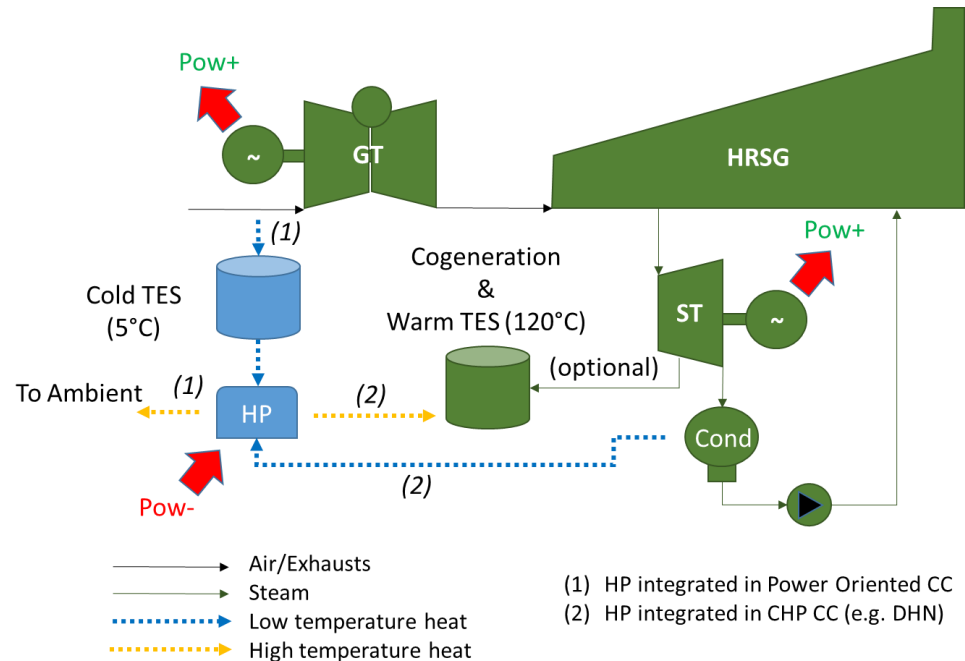 Pow+
~
GT
HRSG
(1)
Pow+
Cogeneration
&
Warm TES (120°C)
Cold TES
(5°C)
ST
~
(optional)
To Ambient
(1)
HP
(2)
Cond
(2)
Pow-
Air/Exhausts
Steam
Low temperature heat
High temperature heat
(1) HP integrated in Power Oriented CC
(2) HP integrated in CHP CC (e.g. DHN)